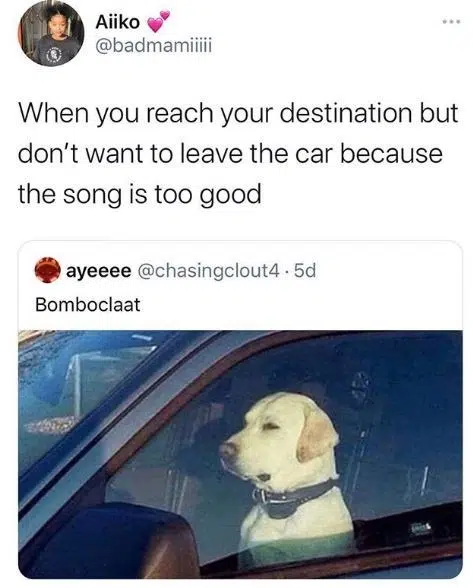 Aiiko 💕
@badmamiiiii
When you reach your destination but
don't want to leave the car because
the song is too good
ayeeee @chasingclout4 · 5d
Bomboclaat